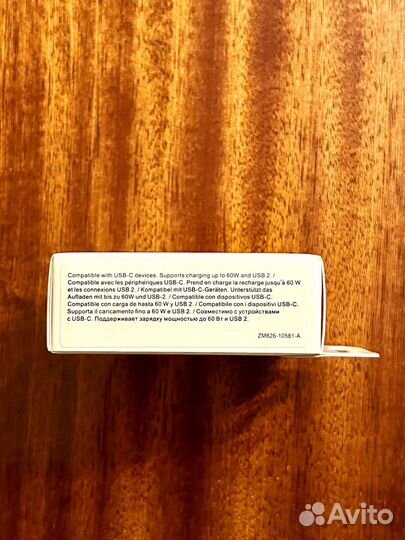 Compatible with USB-C devices. Supports charging up to 60W and USB 2. /
Compatible avec les périphériques USB-C. Prend en charge la recharge jusqu'à 60 W
et les connexions USB 2. / Kompatibel mit USB-C-Geräten. Unterstützt das
Aufladen mit bis zu 60W und USB-2. / Compatible con dispositivos USB-C.
Compatible con carga de hasta 60 W y USB 2. / Compatibile con i dispositivi USB-C.
Supporta il caricamento fino a 60 W e USB 2. / Совместимо с устройствами
с USB-C. Поддерживает зарядку мощностью до 60 Вт и USB 2.
ZM826-10581-A
Avito